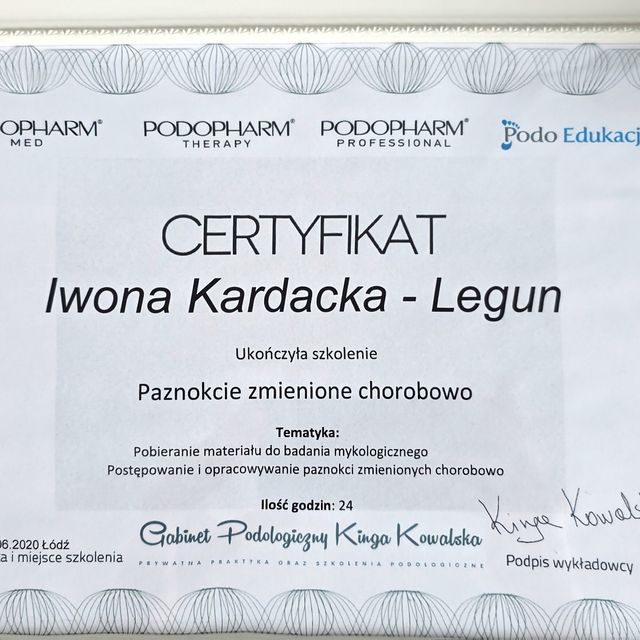 OPHARM®
MED
PODOPHARM®
THERAPY
PODOPHARM®
PROFESSIONAL
Podo Edukacj
CERTYFIKAT
Iwona Kardacka - Legun
Ukończyła szkolenie
Paznokcie zmienione chorobowo
Tematyka:
Pobieranie materiału do badania mykologicznego
Postępowanie i opracowywanie paznokci zmienionych chorobowo
Ilość godzin: 24
Gabinet Podologiczny Kinga Kowalska
PRYWATNA PRAKTYKA ORAZ SZKOLENIA PODOLOGICZNE
Kinga Kowals
06.2020 Łódź
a i miejsce szkolenia
Podpis wykładowcy